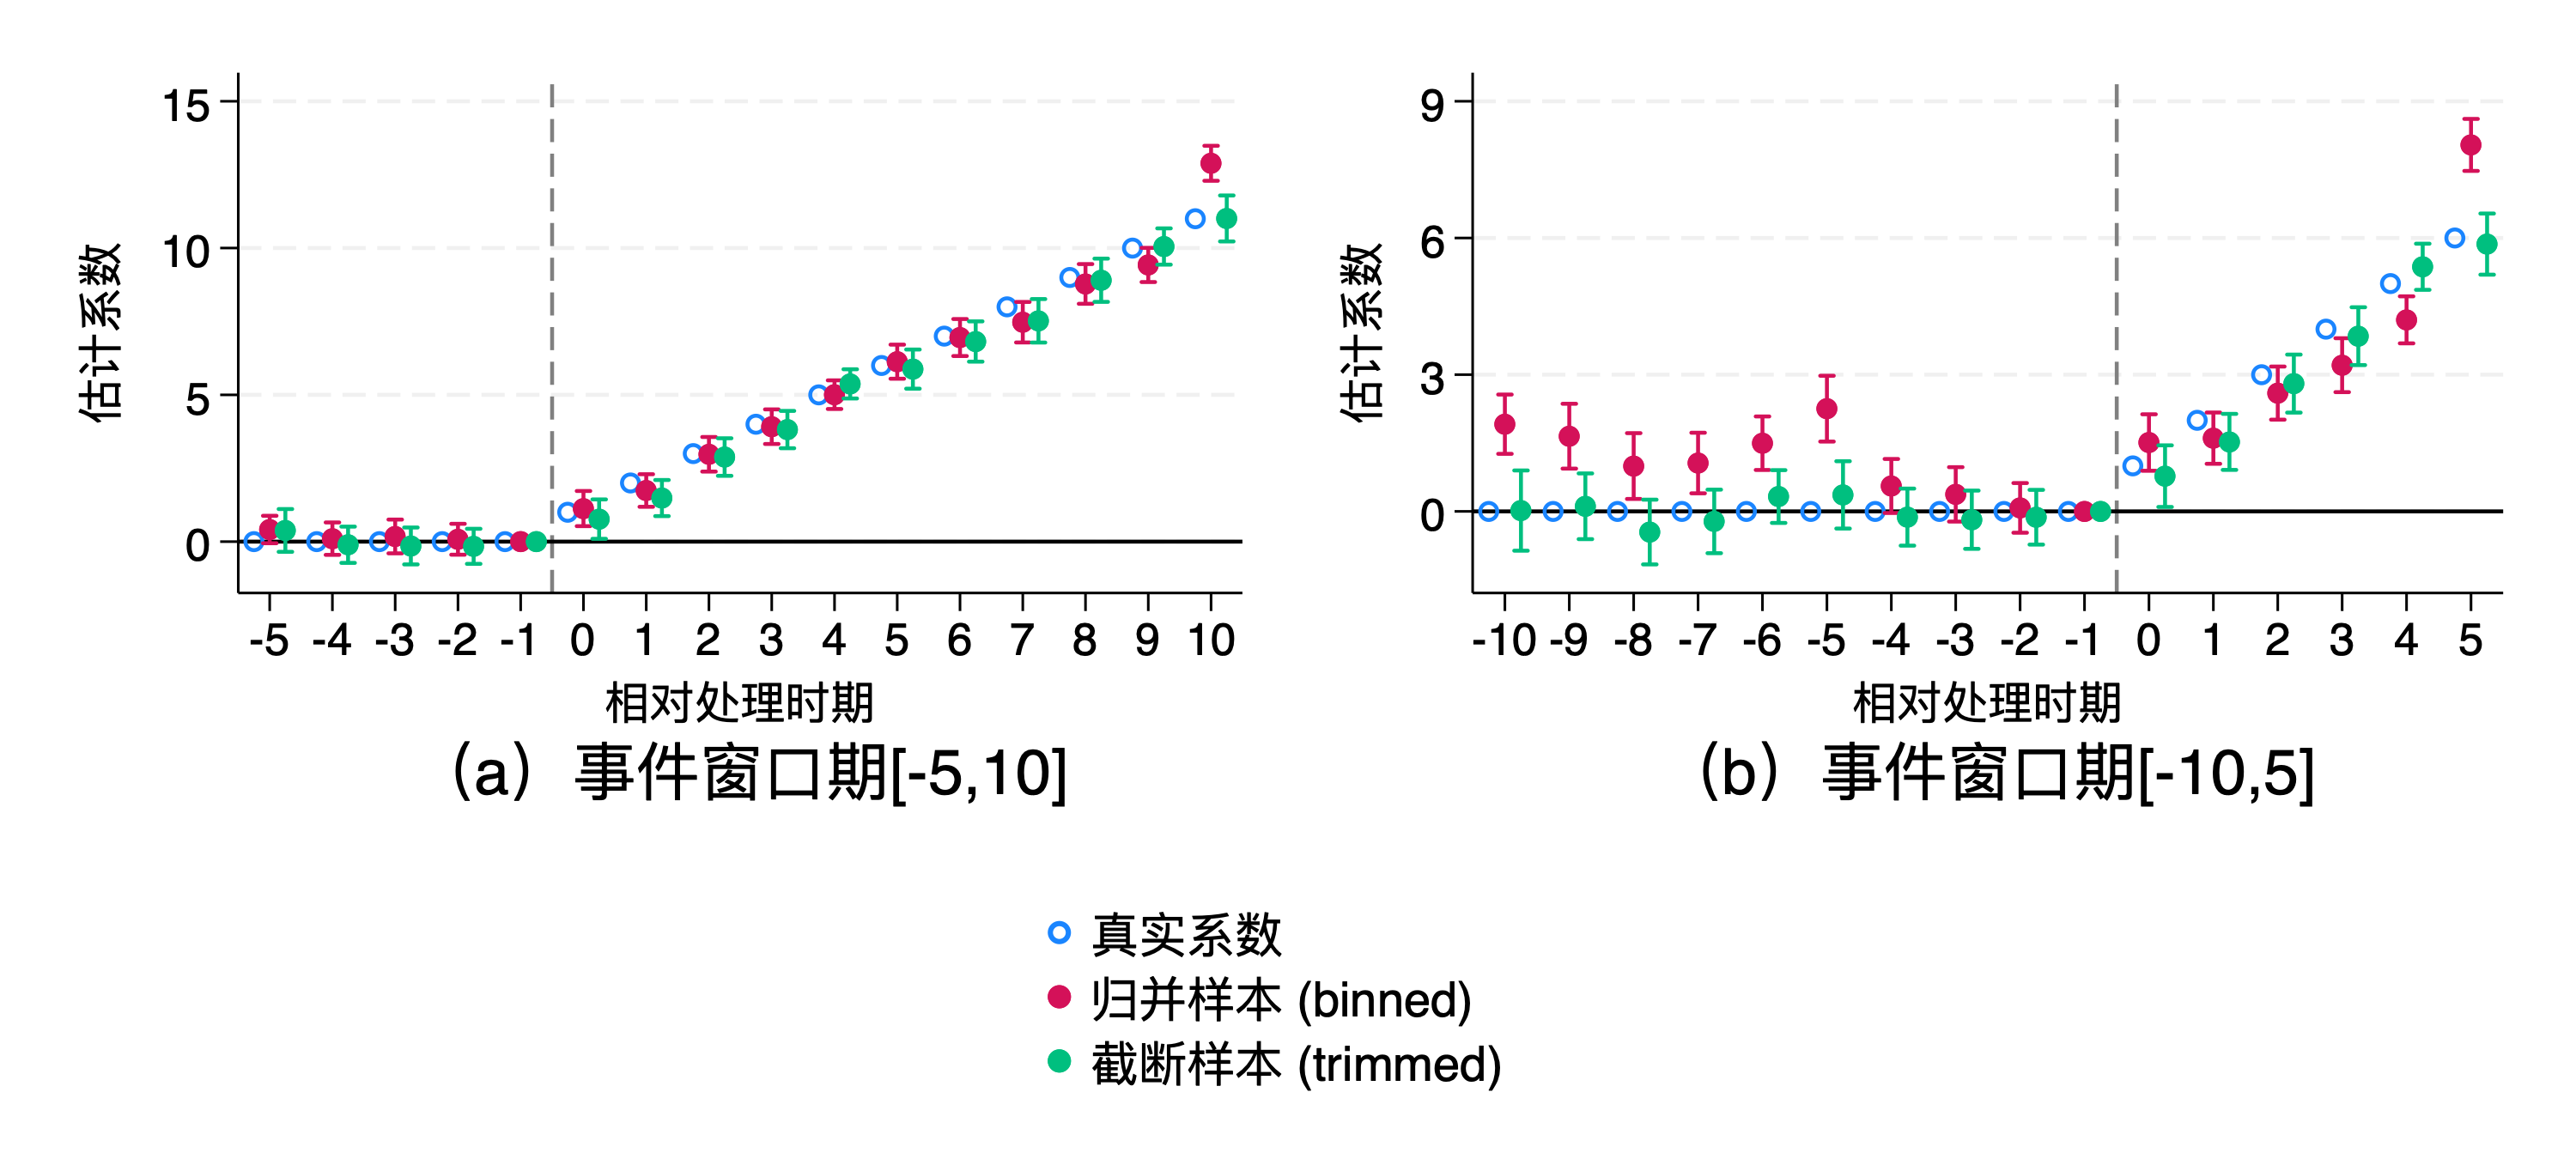 15
10
5
0
估计系数
-5 -4 -3 -2 -1 0 1 2 3 4 5 6 7 8 9 10
相对处理时期
（a）事件窗口期[-5,10]
9
6
3
0
估计系数
-10 -9 -8 -7 -6 -5 -4 -3 -2 -1 0 1 2 3 4 5
相对处理时期
（b）事件窗口期[-10,5]
真实系数
归并样本 (binned)
截断样本 (trimmed)